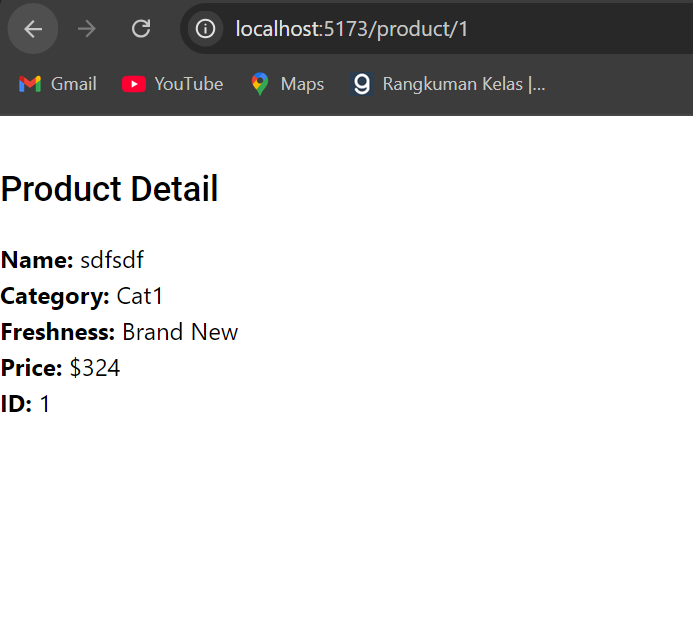 localhost:5173/product/1
Gmail YouTube Maps Rangkuman Kelas |...
Product Detail
Name: sdfsdf
Category: Cat1
Freshness: Brand New
Price: $324
ID: 1